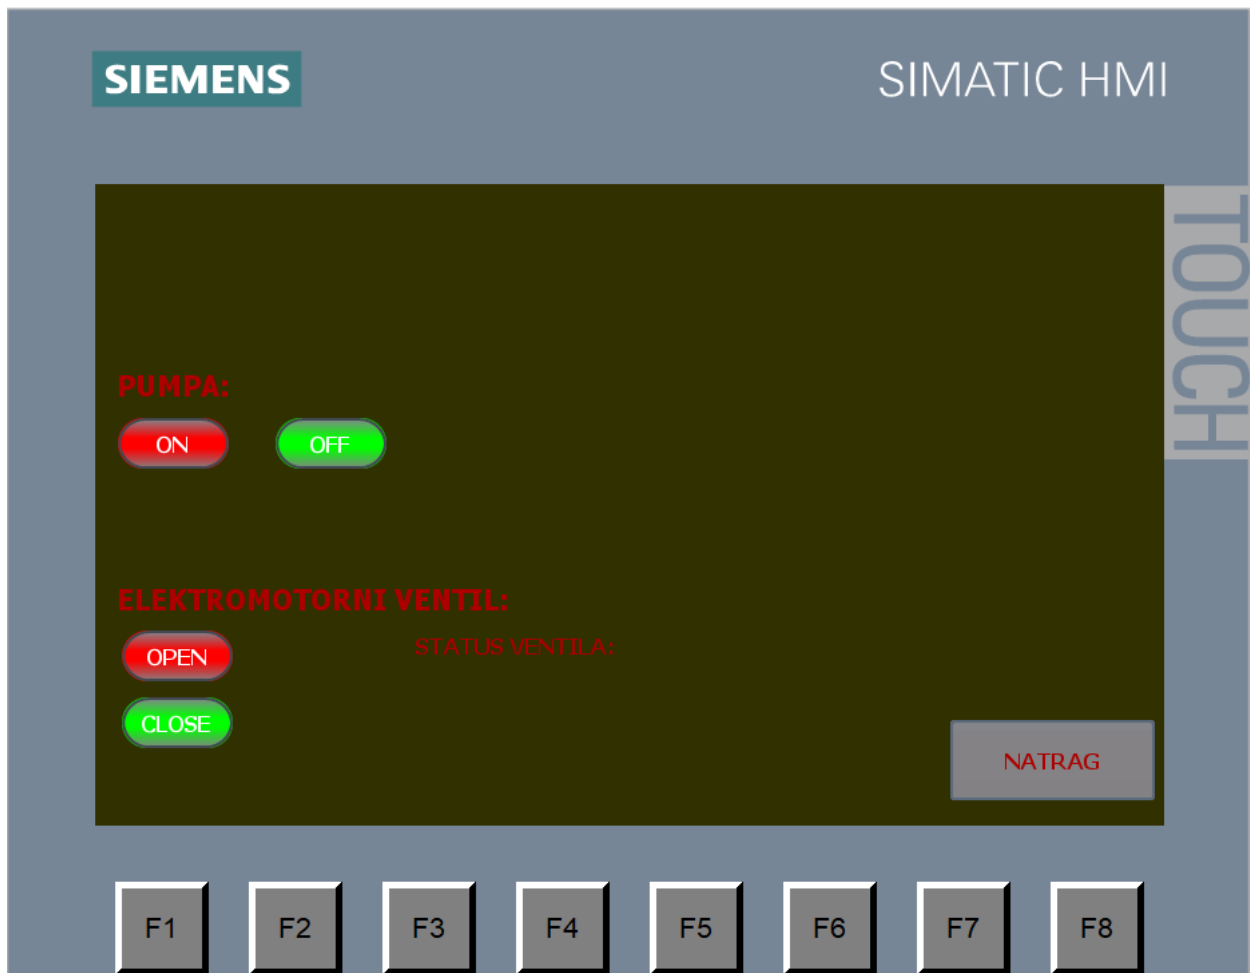 SIEMENS
SIMATIC HMI
TOUCH
PUMPA:
ON
OFF
ELEKTROMOTORNI VENTIL:
OPEN
STATUS VENTILA:
CLOSE
NATRAG
F1
F2
F3
F4
F5
F6
F7
F8